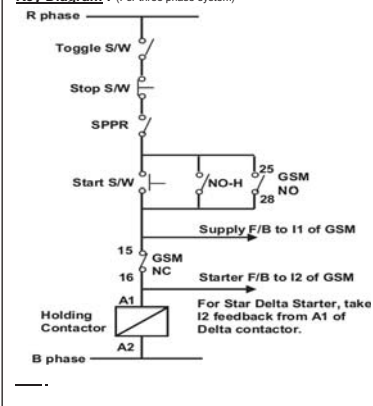 Key Diagram : (For three phase system)
R phase
Toggle S/W
Stop S/W
SPPR
Start S/W
NO-H
25
GSM
NO
28
Supply F/B to I1 of GSM
15
GSM
NC
16
Starter F/B to I2 of GSM
A1
Holding
Contactor
A2
For Star Delta Starter, take
I2 feedback from A1 of
Delta contactor.
B phase